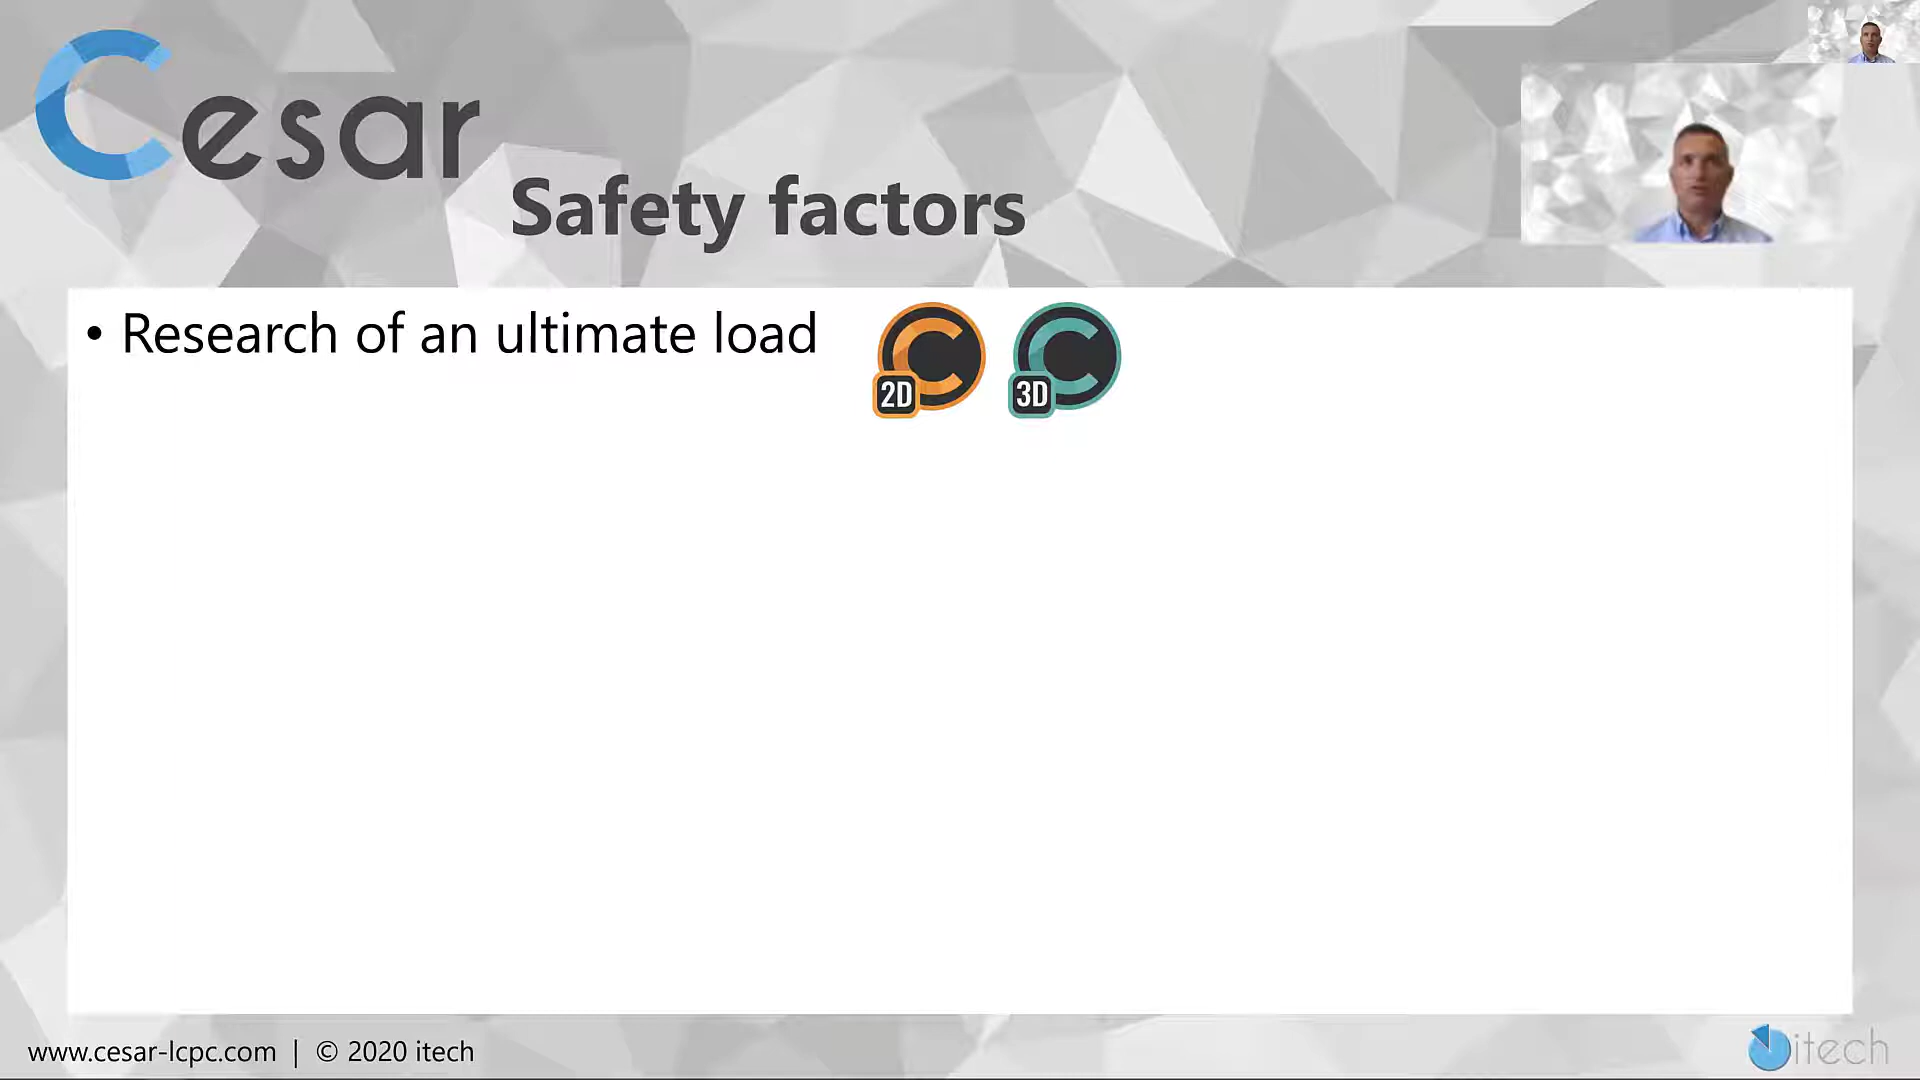 Cesar
Safety factors
• Research of an ultimate load
2D
3D
www.cesar-lcpc.com | © 2020 itech
itech